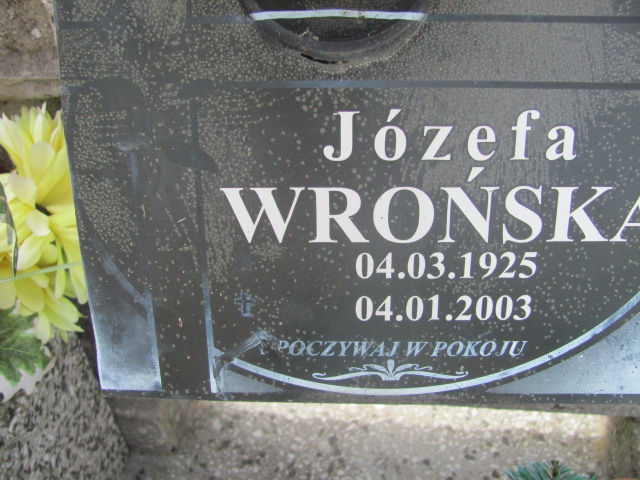 Józefa
WROŃSKA
04.03.1925
04.01.2003
POCZYWAJ W POKOJU